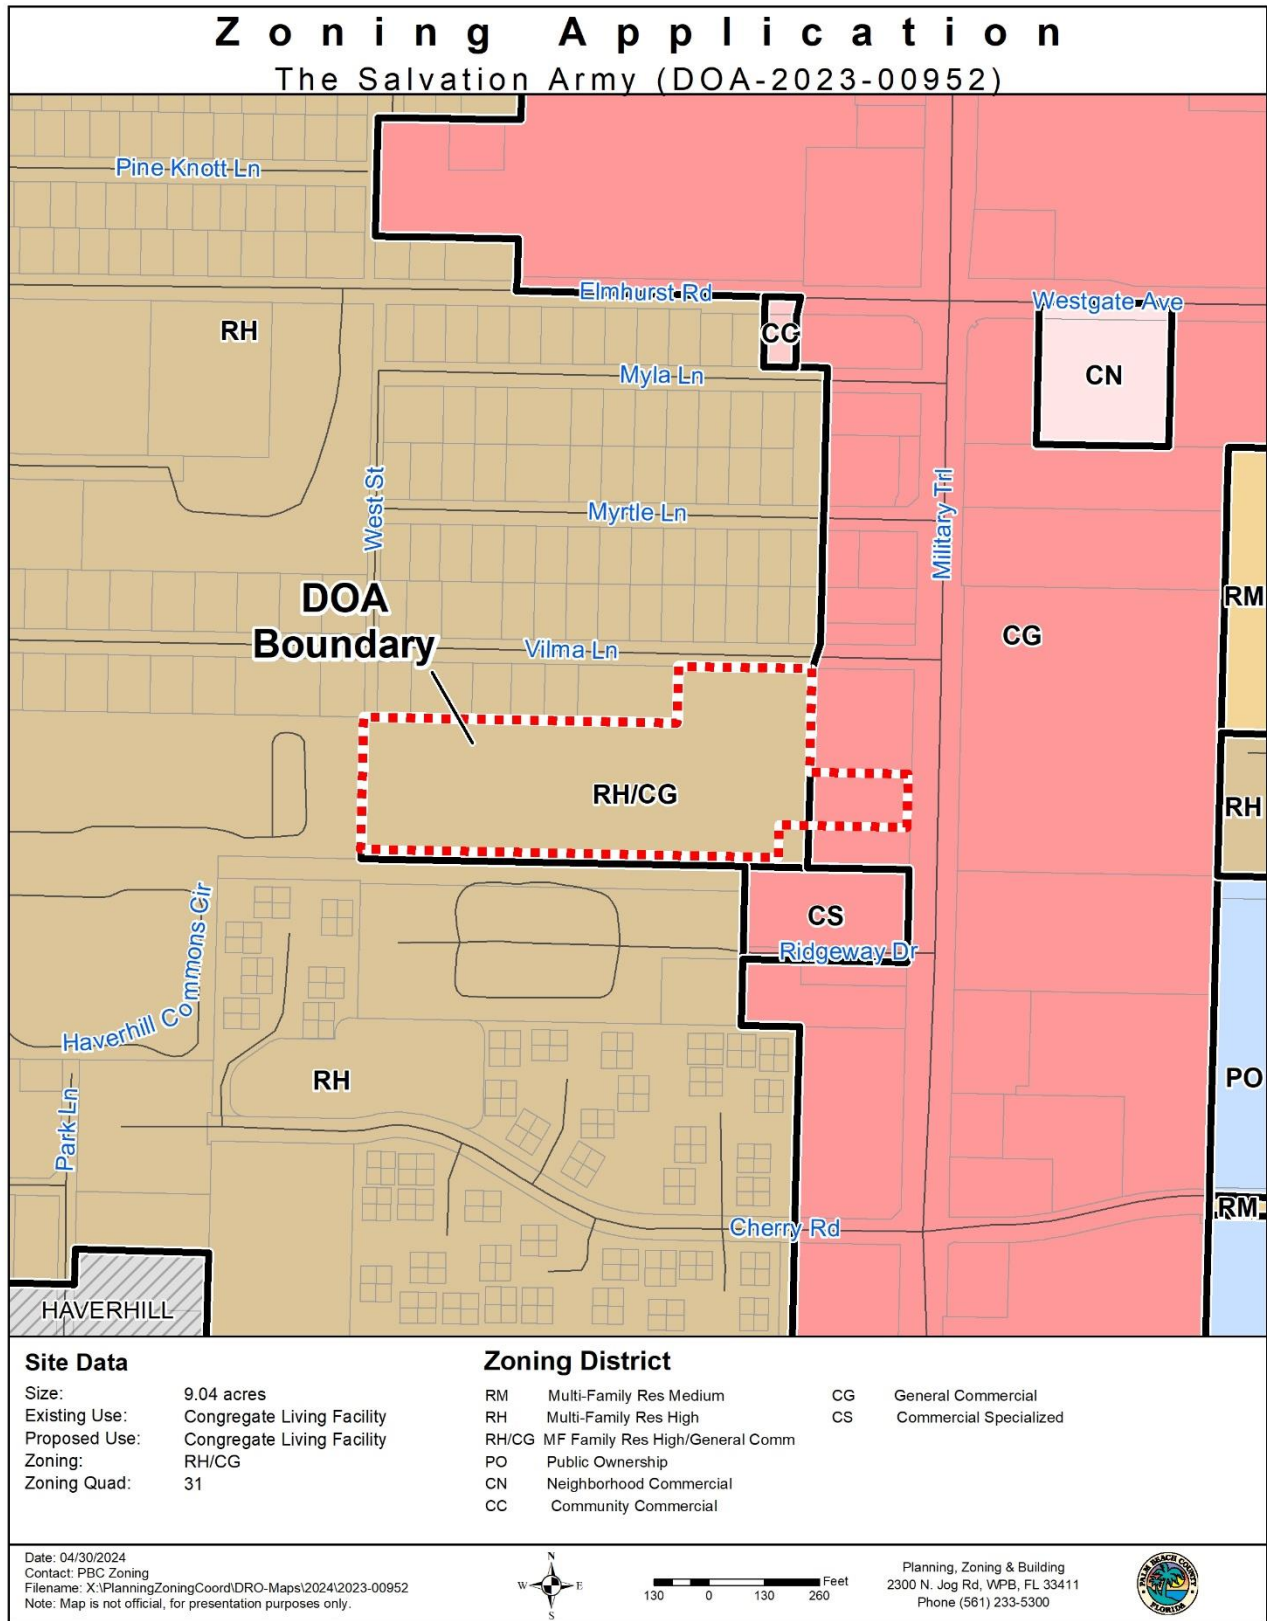 Zoning Application
The Salvation Army (DOA-2023-00952)
Pine Knott Ln
Elmhurst Rd
Westgate Ave
RH
CC
CN
Myla Ln
West St
Myrtle Ln
Military Trl
DOA
Boundary
RM
CG
Vilma Ln
RH/CG
RH
CS
Ridgeway Dr
Haverhill Commons Cir
RH
PO
Park Ln
RM
Cherry Rd
HAVERHILL
Site Data
Size: 9.04 acres
Existing Use: Congregate Living Facility
Proposed Use: Congregate Living Facility
Zoning: RH/CG
Zoning Quad: 31
Zoning District
RM Multi-Family Res Medium
RH Multi-Family Res High
RH/CG MF Family Res High/General Comm
PO Public Ownership
CN Neighborhood Commercial
CC Community Commercial
CG General Commercial
CS Commercial Specialized
Date: 04/30/2024
Contact: PBC Zoning
Filename: X:\PlanningZoningCoord\DRO-Maps\2024\2023-00952
Note: Map is not official, for presentation purposes only.
N
W E
S
Feet
130 0 130 260
Planning, Zoning & Building
2300 N. Jog Rd, WPB, FL 33411
Phone (561) 233-5300
PALM BEACH COUNTY
FLORIDA